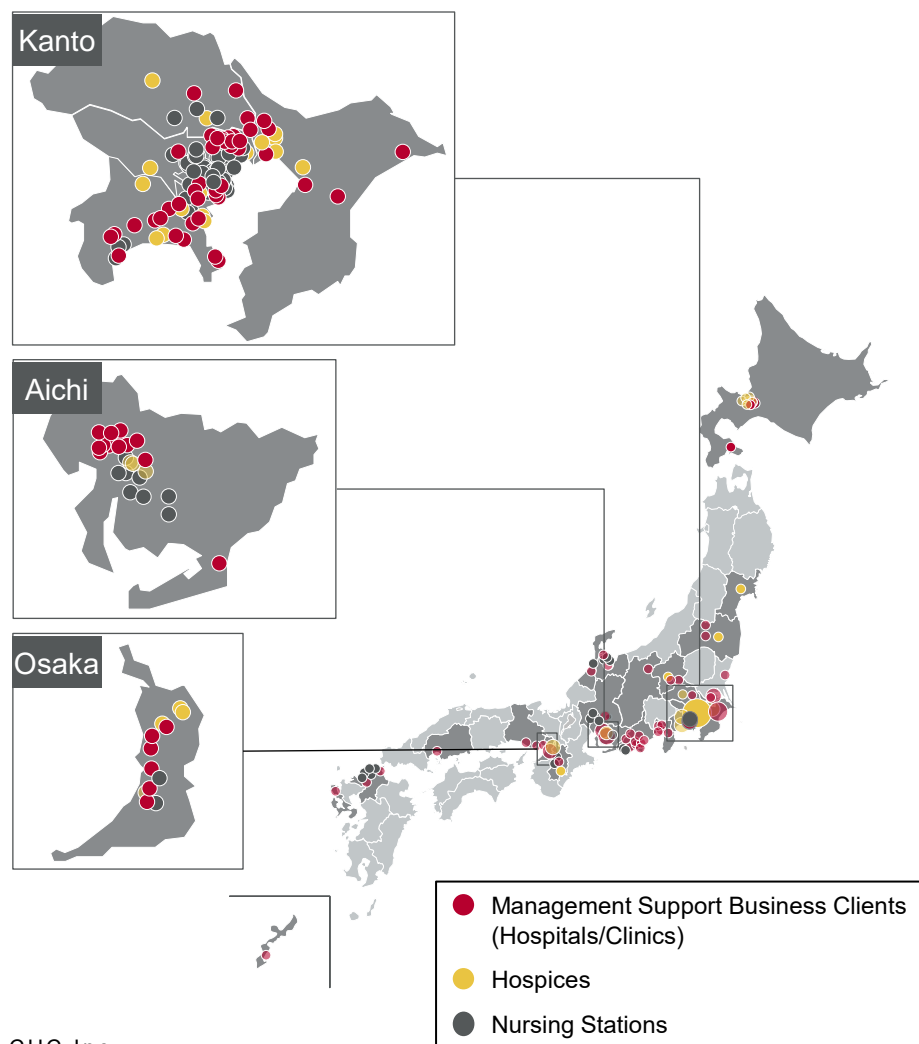 Kanto
Aichi
Osaka
Management Support Business Clients
(Hospitals/Clinics)
Hospices
Nursing Stations